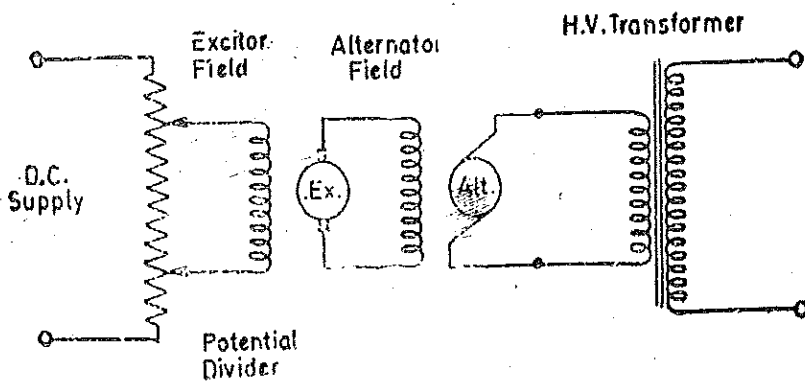 H.V. Transformer
Excitor
Field
Alternator
Field
D.C.
Supply
.Ex.
Alt.
Potential
Divider